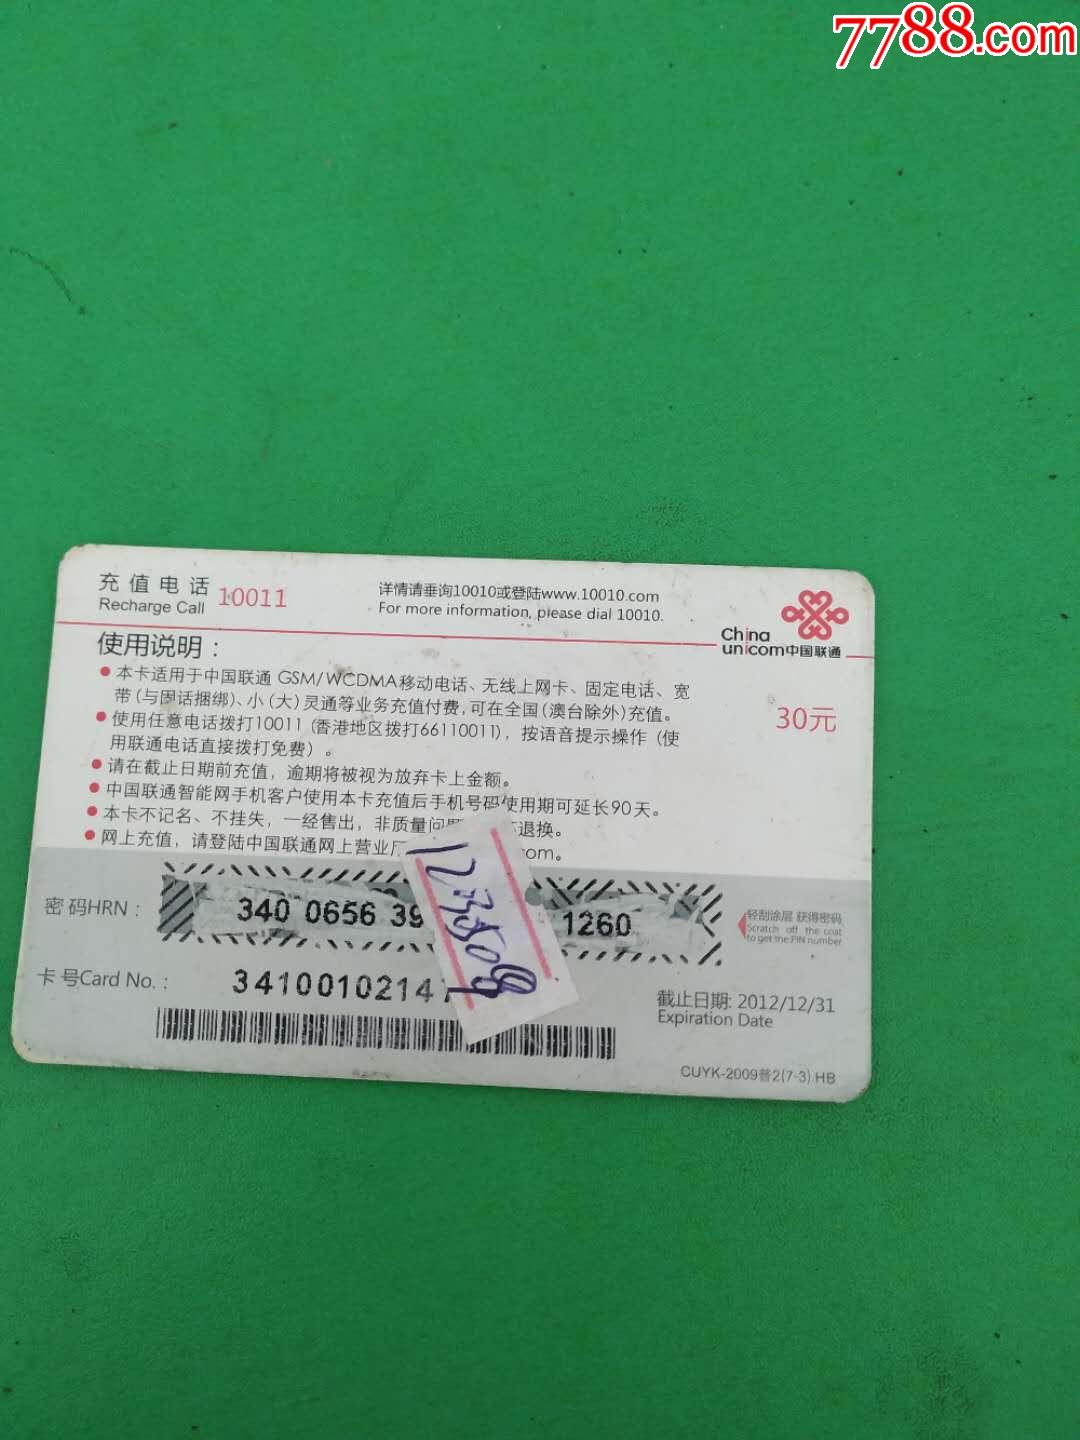 7788.com
充值电话 10011
Recharge Call
详情请垂询10010或登陆www.10010.com
For more information, please dial 10010.
China
unicom中国联通
使用说明：
●本卡适用于中国联通 GSM/WCDMA移动电话、无线上网卡、固定电话、宽
带(与固话捆绑)、小(大)灵通等业务充值付费,可在全国(澳台除外)充值。
●使用任意电话拨打10011 (香港地区拨打66110011)，按语音提示操作 (使
用联通电话直接拨打免费) 。
●请在截止日期前充值，逾期将被视为放弃卡上金额。
●中国联通智能网手机客户使用本卡充值后手机号码使用期可延长90天。
●本卡不记名、不挂失，一经售出，非质量问 退换。
●网上充值，请登陆中国联通网上营业厂 om。
30元
密码HRN： 340 0656 39 1260
轻刮涂层 获得密码
Scratch off the coat
to get the PIN number
卡号Card No.： 3410010214
截止日期: 2012/12/31
Expiration Date
CUYK-2009普2(7-3) HB